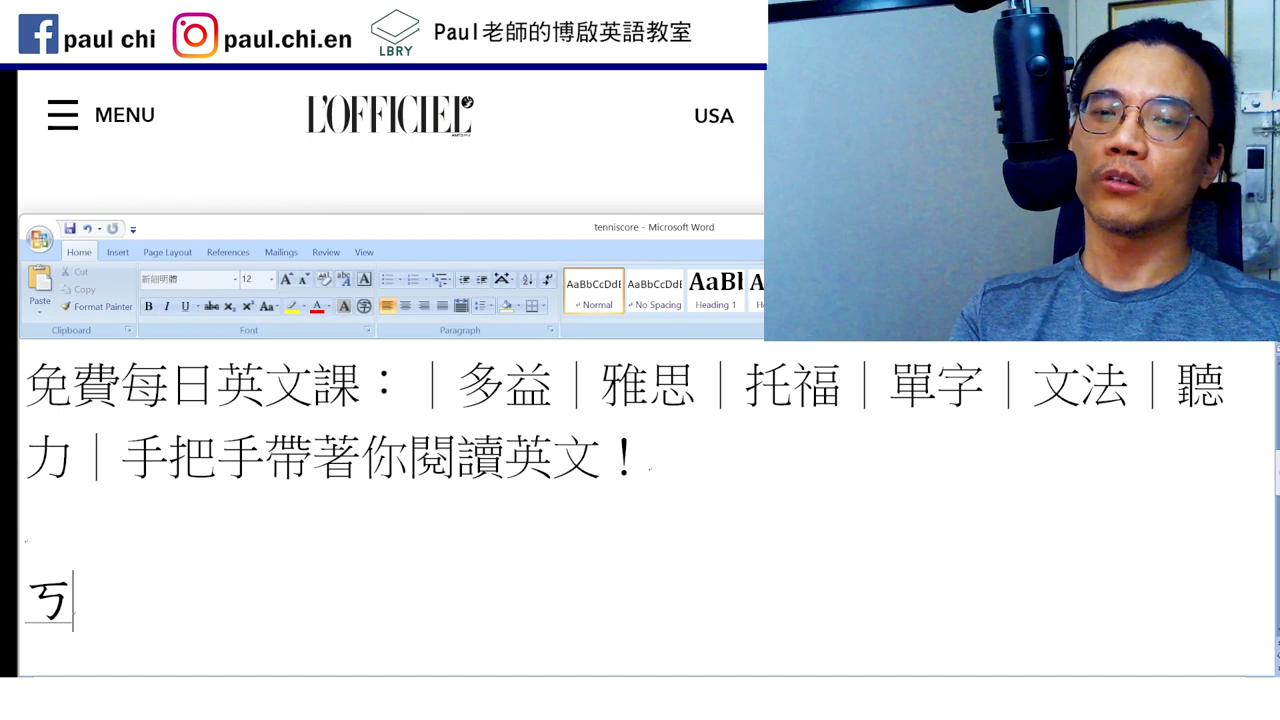 paul chi
paul.chi.en
LBRY
Paul老師的博啟英語教室
MENU
L'OFFICIEL
USA
tenniscore - Microsoft Word
Home Insert Page Layout References Mailings Review View
Paste
Cut
Copy
Format Painter
新細明體 12
AaBbCcDdE AaBbCcDdE AaBb
Normal No Spacing Heading 1
Clipboard Font Paragraph
免費每日英文課：｜多益｜雅思｜托福｜單字｜文法｜聽
力｜手把手帶著你閱讀英文！
ㄎ